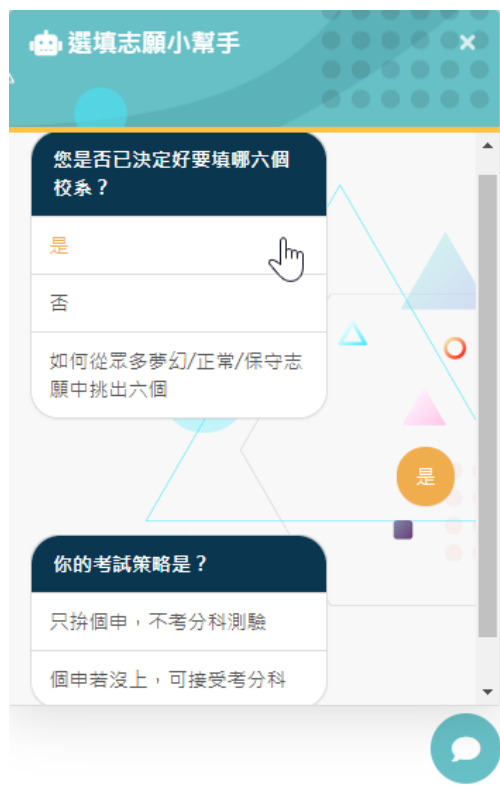 選填志願小幫手
×
您是否已決定好要填哪六個
校系？
是
否
如何從眾多夢幻/正常/保守志
願中挑出六個
是
你的考試策略是？
只拚個申，不考分科測驗
個申若沒上，可接受考分科